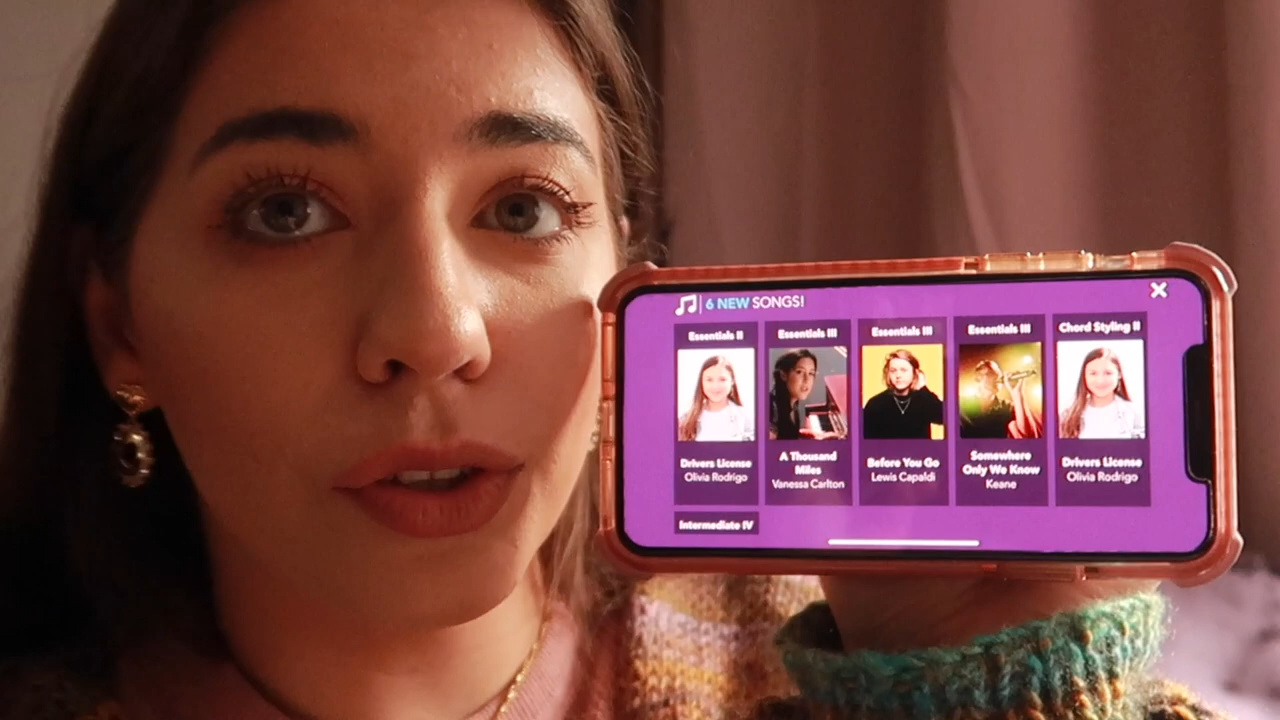 6 NEW SONGS!
Essentials II
Essentials III
Essentials III
Essentials III
Chord Styling II
Drivers License
Olivia Rodrigo
A Thousand
Miles
Vanessa Carlton
Before You Go
Lewis Capaldi
Somewhere
Only We Know
Keane
Drivers License
Olivia Rodrigo
Intermediate IV